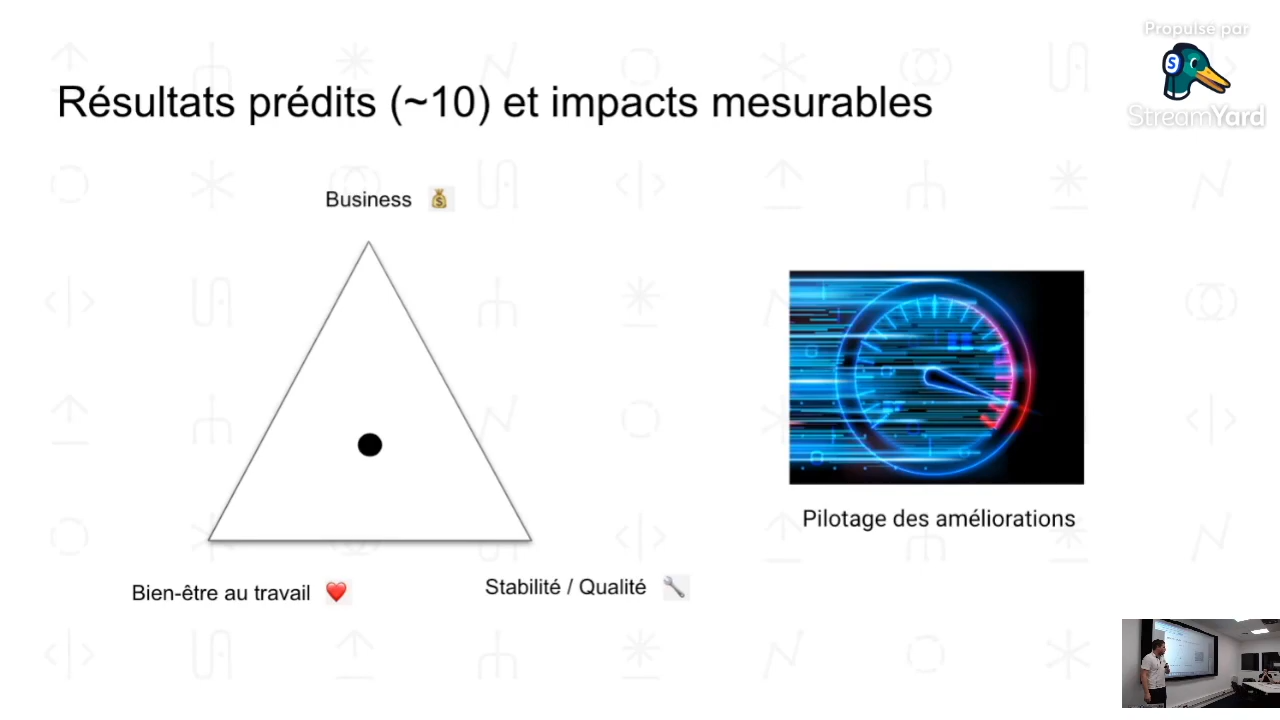 Propulsé par
StreamYard
Résultats prédits (~10) et impacts mesurables
Business
Pilotage des améliorations
Bien-être au travail
Stabilité / Qualité